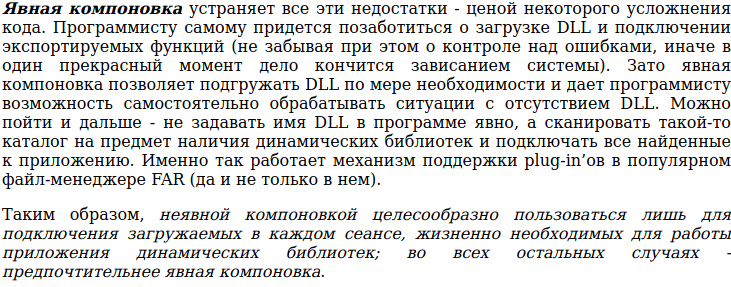 Явная компоновка устраняет все эти недостатки - ценой некоторого усложнения
кода. Программисту самому придется позаботиться о загрузке DLL и подключении
экспортируемых функций (не забывая при этом о контроле над ошибками, иначе в
один прекрасный момент дело кончится зависанием системы). Зато явная
компоновка позволяет подгружать DLL по мере необходимости и дает программисту
возможность самостоятельно обрабатывать ситуации с отсутствием DLL. Можно
пойти и дальше - не задавать имя DLL в программе явно, а сканировать такой-то
каталог на предмет наличия динамических библиотек и подключать все найденные
к приложению. Именно так работает механизм поддержки plug-in’ов в популярном
файл-менеджере FAR (да и не только в нем).
Таким образом, неявной компоновкой целесообразно пользоваться лишь для
подключения загружаемых в каждом сеансе, жизненно необходимых для работы
приложения динамических библиотек; во всех остальных случаях -
предпочтительнее явная компоновка.